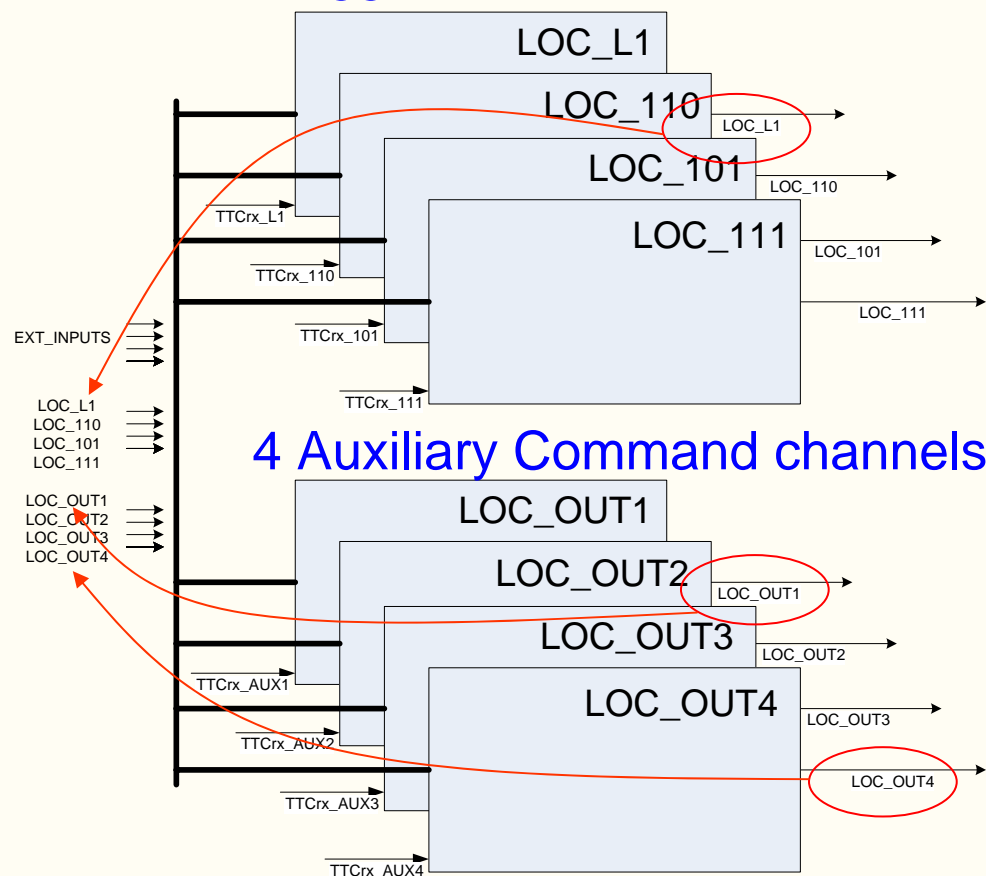 LOC_L1
LOC_110
LOC_L1
LOC_101
LOC_110
TTCrx_L1
LOC_111
LOC_101
TTCrx_110
LOC_111
TTCrx_101
EXT_INPUTS
TTCrx_111
LOC_L1
LOC_110
LOC_101
LOC_111
4 Auxiliary Command channels
LOC_OUT1
LOC_OUT2
LOC_OUT3
LOC_OUT4
LOC_OUT1
LOC_OUT2
LOC_OUT1
LOC_OUT3
LOC_OUT2
TTCrx_AUX1
LOC_OUT4
LOC_OUT3
TTCrx_AUX2
LOC_OUT4
TTCrx_AUX3
TTCrx_AUX4